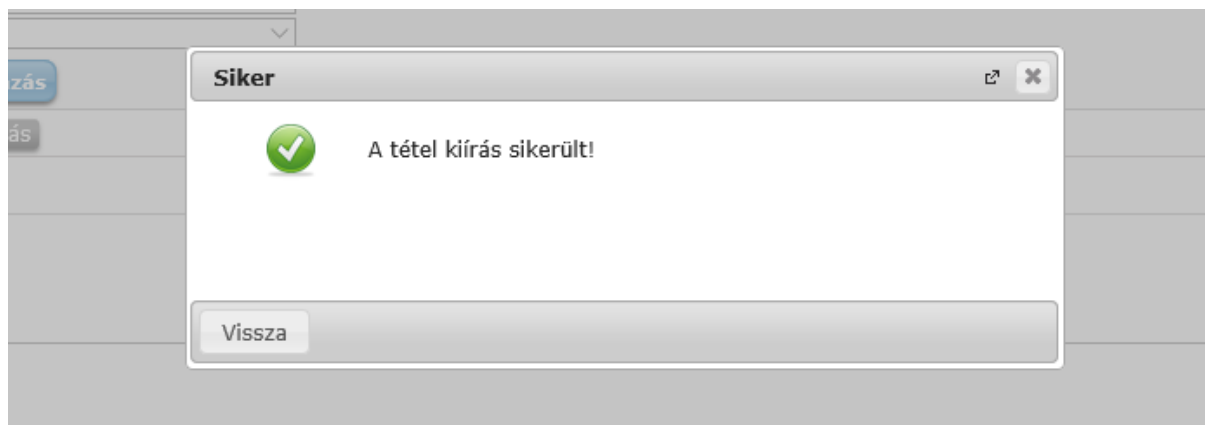 zás
Siker
ás
A tétel kiírás sikerült!
Vissza